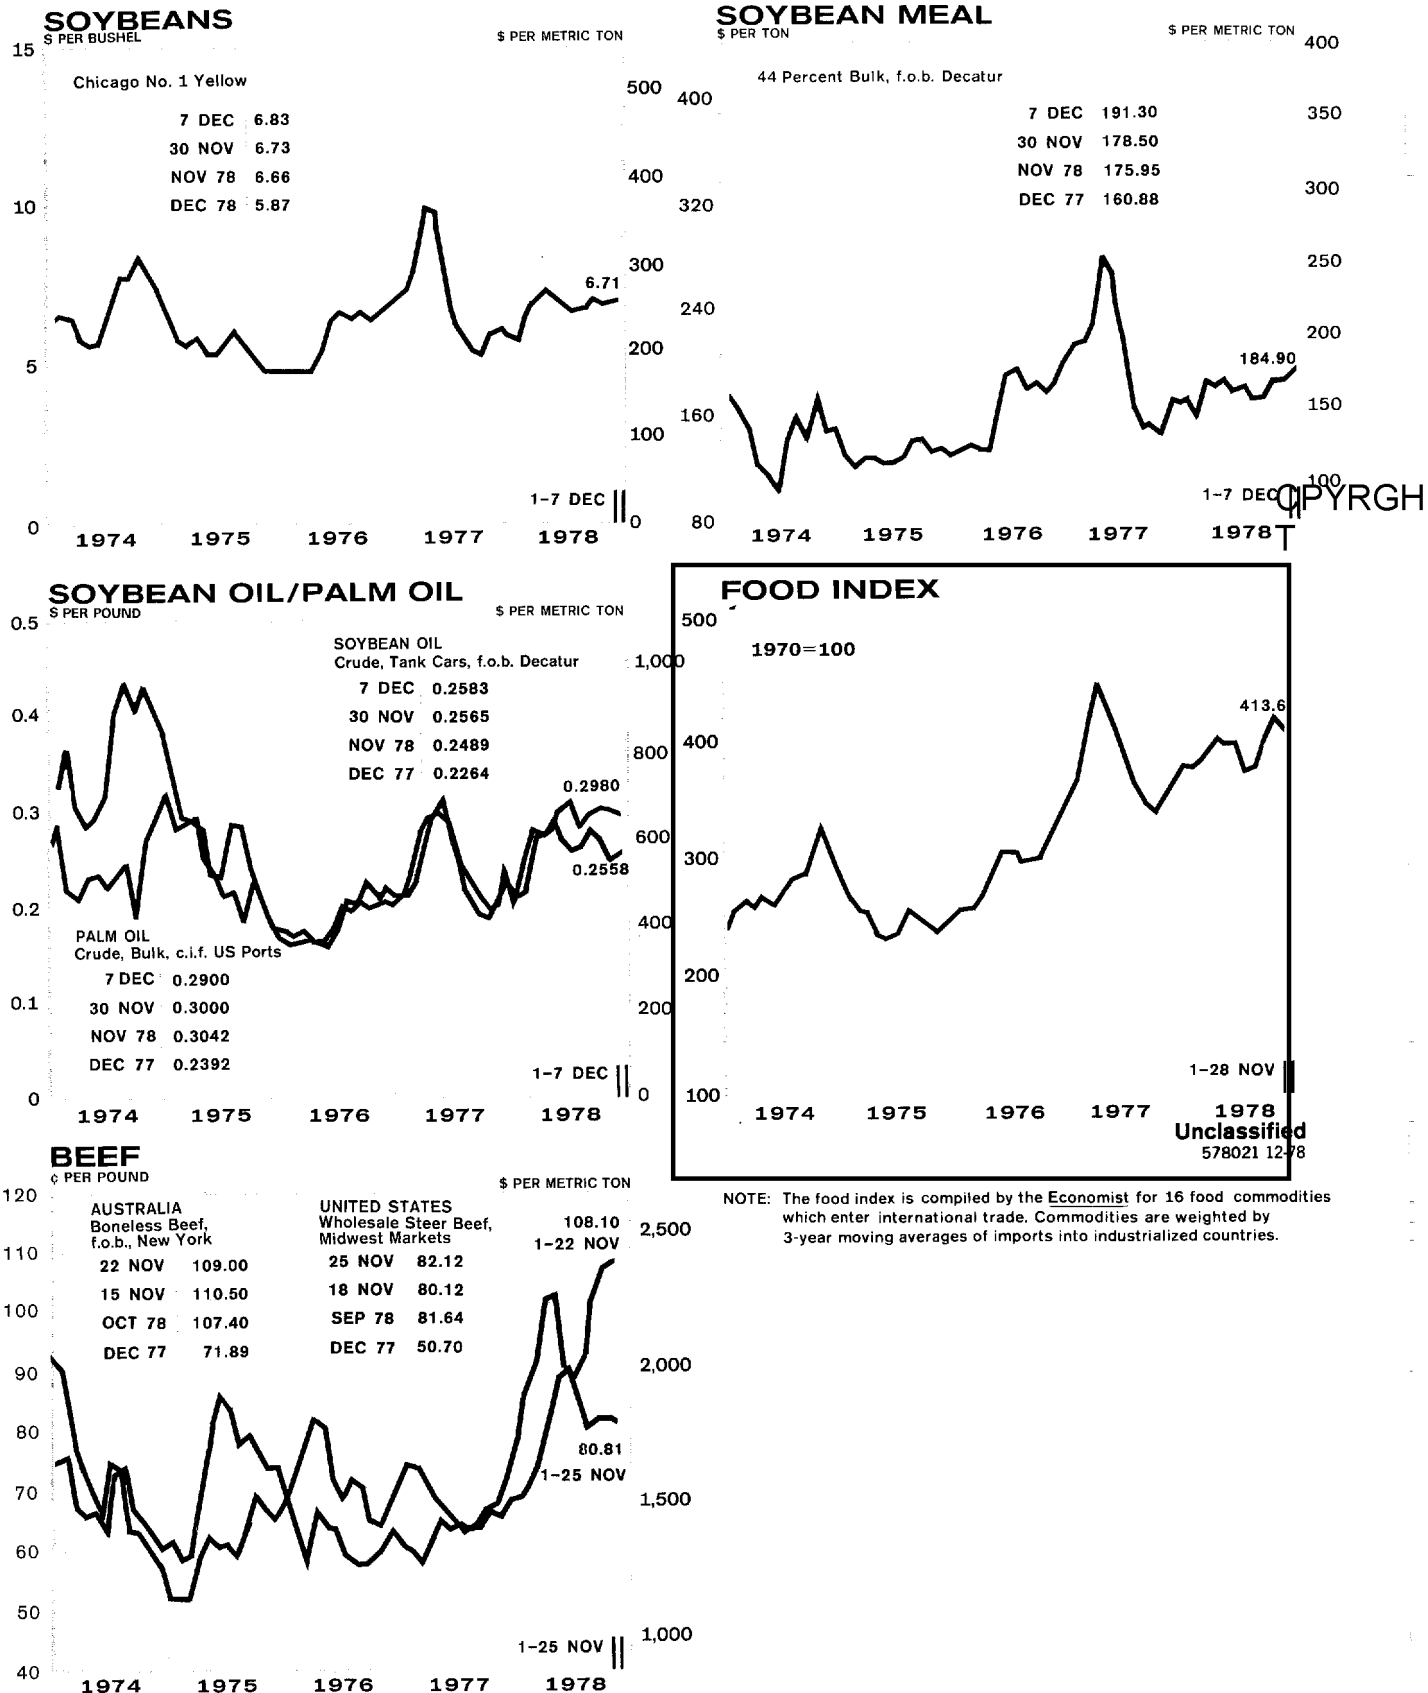 SOYBEANS
$ PER BUSHEL
$ PER METRIC TON
Chicago No. 1 Yellow
7 DEC 6.83
30 NOV 6.73
NOV 78 6.66
DEC 78 5.87
15
10
5
0
500
400
300
200
100
0
6.71
1-7 DEC
1974 1975 1976 1977 1978
SOYBEAN MEAL
$ PER TON
$ PER METRIC TON
44 Percent Bulk, f.o.b. Decatur
7 DEC 191.30
30 NOV 178.50
NOV 78 175.95
DEC 77 160.88
400
320
240
160
80
400
350
300
250
200
150
100
184.90
1-7 DEC
CPYRGH
T
1974 1975 1976 1977 1978
SOYBEAN OIL/PALM OIL
$ PER POUND
$ PER METRIC TON
SOYBEAN OIL
Crude, Tank Cars, f.o.b. Decatur
7 DEC 0.2583
30 NOV 0.2565
NOV 78 0.2489
DEC 77 0.2264
0.5
0.4
0.3
0.2
0.1
0
1,000
800
600
400
200
0
0.2980
0.2558
PALM OIL
Crude, Bulk, c.i.f. US Ports
7 DEC 0.2900
30 NOV 0.3000
NOV 78 0.3042
DEC 77 0.2392
1-7 DEC
1974 1975 1976 1977 1978
FOOD INDEX
1970=100
500
400
300
200
100
413.6
1-28 NOV
1974 1975 1976 1977 1978
Unclassified
578021 12-78
NOTE: The food index is compiled by the Economist for 16 food commodities
which enter international trade. Commodities are weighted by
3-year moving averages of imports into industrialized countries.
BEEF
¢ PER POUND
$ PER METRIC TON
AUSTRALIA
Boneless Beef,
f.o.b., New York
22 NOV 109.00
15 NOV 110.50
OCT 78 107.40
DEC 77 71.89
UNITED STATES
Wholesale Steer Beef,
Midwest Markets
25 NOV 82.12
18 NOV 80.12
SEP 78 81.64
DEC 77 50.70
120
110
100
90
80
70
60
50
40
2,500
2,000
1,500
1,000
108.10
1-22 NOV
80.81
1-25 NOV
1-25 NOV
1974 1975 1976 1977 1978